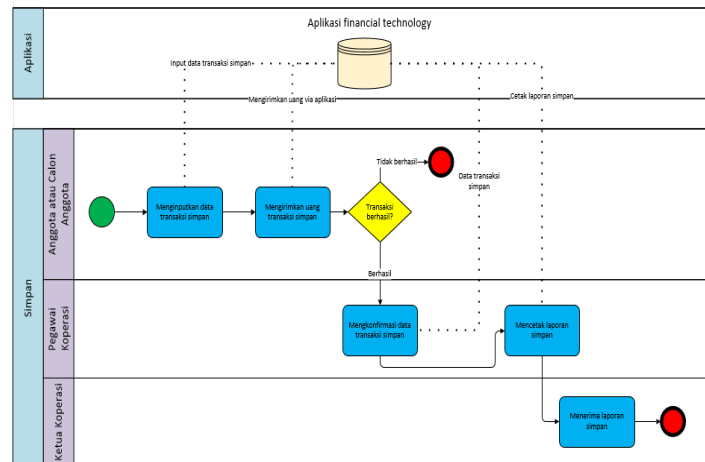 Aplikasi financial technology
Aplikasi
Input data transaksi simpan
Mengirimkan uang via aplikasi
Cetak laporan simpan
Simpan
Anggota atau Calon
Anggota
Tidak berhasil
Data transaksi
simpan
Menginputkan data
transaksi simpan
Mengirimkan uang
transaksi simpan
Transaksi
berhasil?
Berhasil
Pegawai
Koperasi
Mengkonfirmasi data
transaksi simpan
Mencetak laporan
simpan
Ketua Koperasi
Menerima laporan
simpan